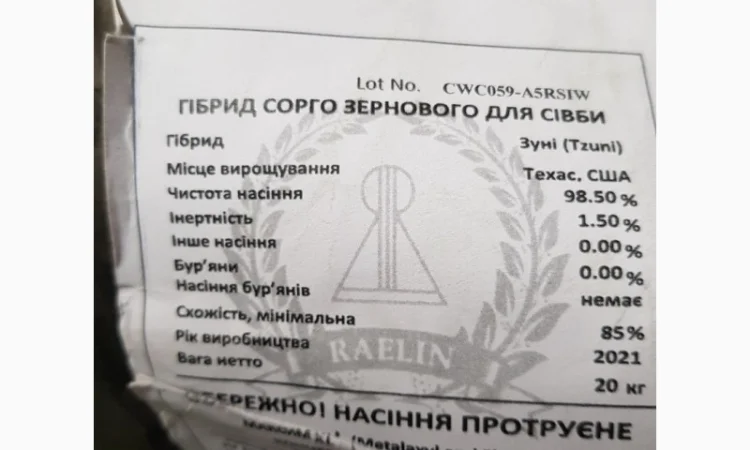 Lot No. CWC059-A5RSIW
ГІБРИД СОРГО ЗЕРНОВОГО ДЛЯ СІВБИ
Гібрид Зуні (Tzuni)
Місце вирощування Техас, США
Чистота насіння 98.50 %
Інертність 1.50 %
Інше насіння 0.00 %
Бур'яни 0.00 %
Насіння бур'янів немає
Схожість, мінімальна 85%
Рік виробництва 2021
Вага нетто 20 кг
RAELIN
ОБЕРЕЖНО! НАСІННЯ ПРОТРУЄНЕ